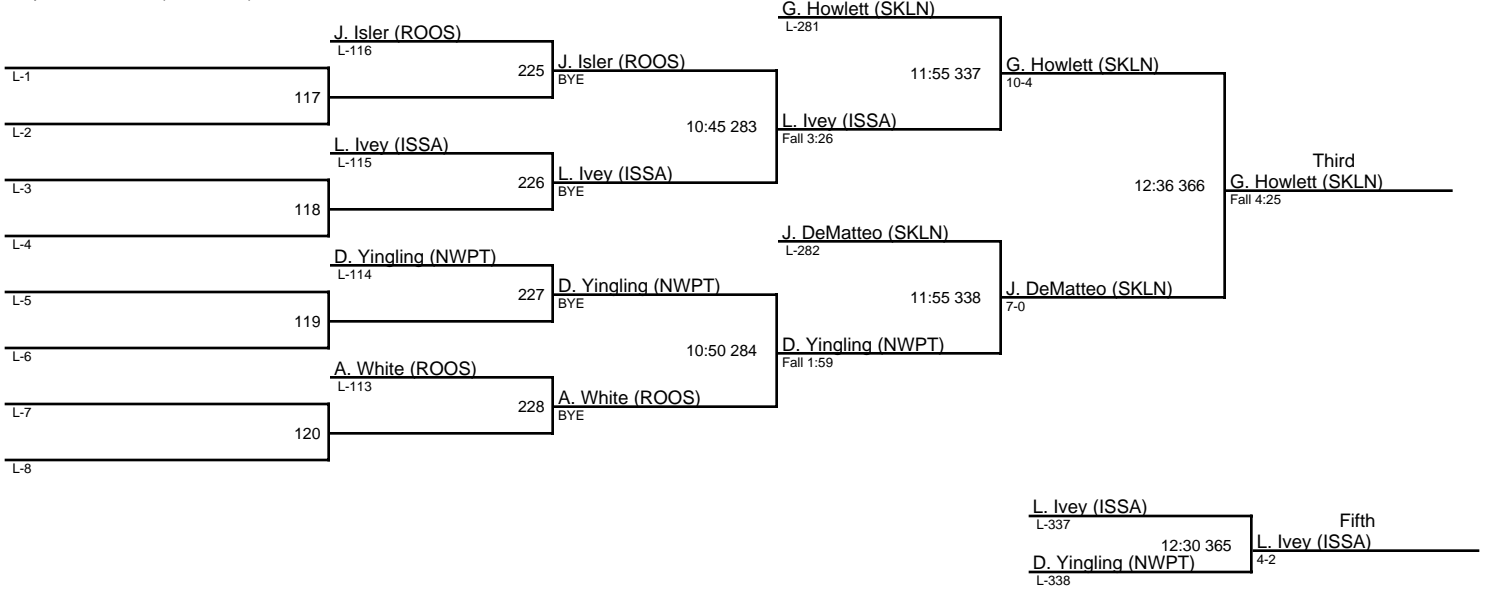 G. Howlett (SKLN)
L-281
J. Isler (ROOS)
L-116
225
J. Isler (ROOS)
BYE
11:55 337
G. Howlett (SKLN)
10-4
L-1
117
L-2
10:45 283
L. Ivey (ISSA)
Fall 3:26
L. Ivey (ISSA)
L-115
226
L. Ivey (ISSA)
BYE
L-3
118
L-4
12:36 366
Third
G. Howlett (SKLN)
Fall 4:25
J. DeMatteo (SKLN)
L-282
D. Yingling (NWPT)
L-114
227
D. Yingling (NWPT)
BYE
11:55 338
J. DeMatteo (SKLN)
7-0
L-5
119
L-6
10:50 284
D. Yingling (NWPT)
Fall 1:59
A. White (ROOS)
L-113
228
A. White (ROOS)
BYE
L-7
120
L-8
L. Ivey (ISSA)
L-337
12:30 365
Fifth
L. Ivey (ISSA)
4-2
D. Yingling (NWPT)
L-338